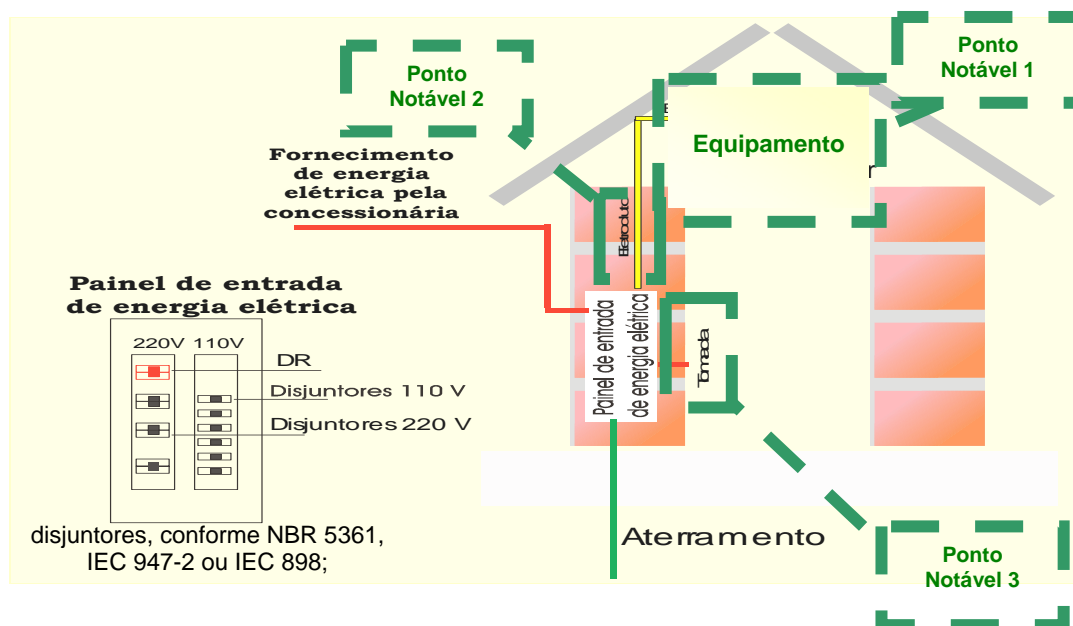 Ponto
Notável 1
Ponto
Notável 2
Equipamento
r
Fornecimento
de energia
elétrica pela
concessionária
Eletroduto
Painel de entrada
de energia elétrica
Tomada
Painel de entrada
de energia elétrica
220V 110V
DR
Disjuntores 110 V
Disjuntores 220 V
disjuntores, conforme NBR 5361,
IEC 947-2 ou IEC 898;
Aterramento
Ponto
Notável 3